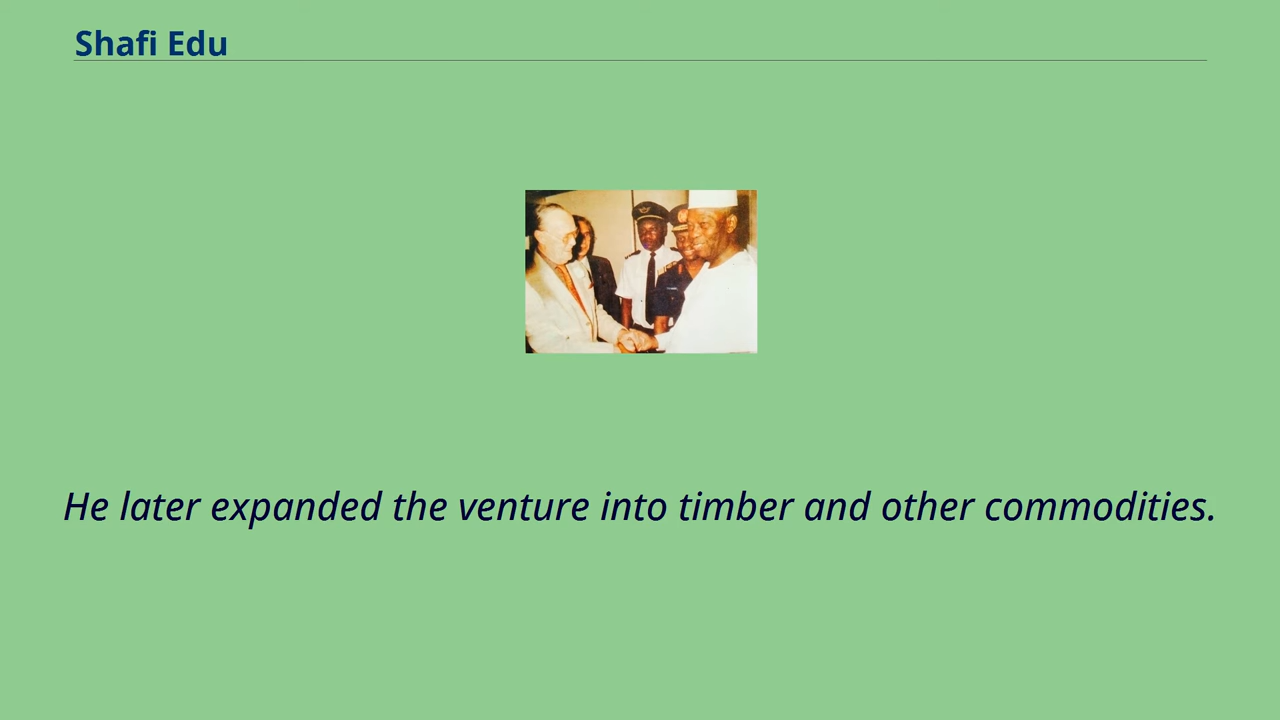 Shafi Edu
He later expanded the venture into timber and other commodities.